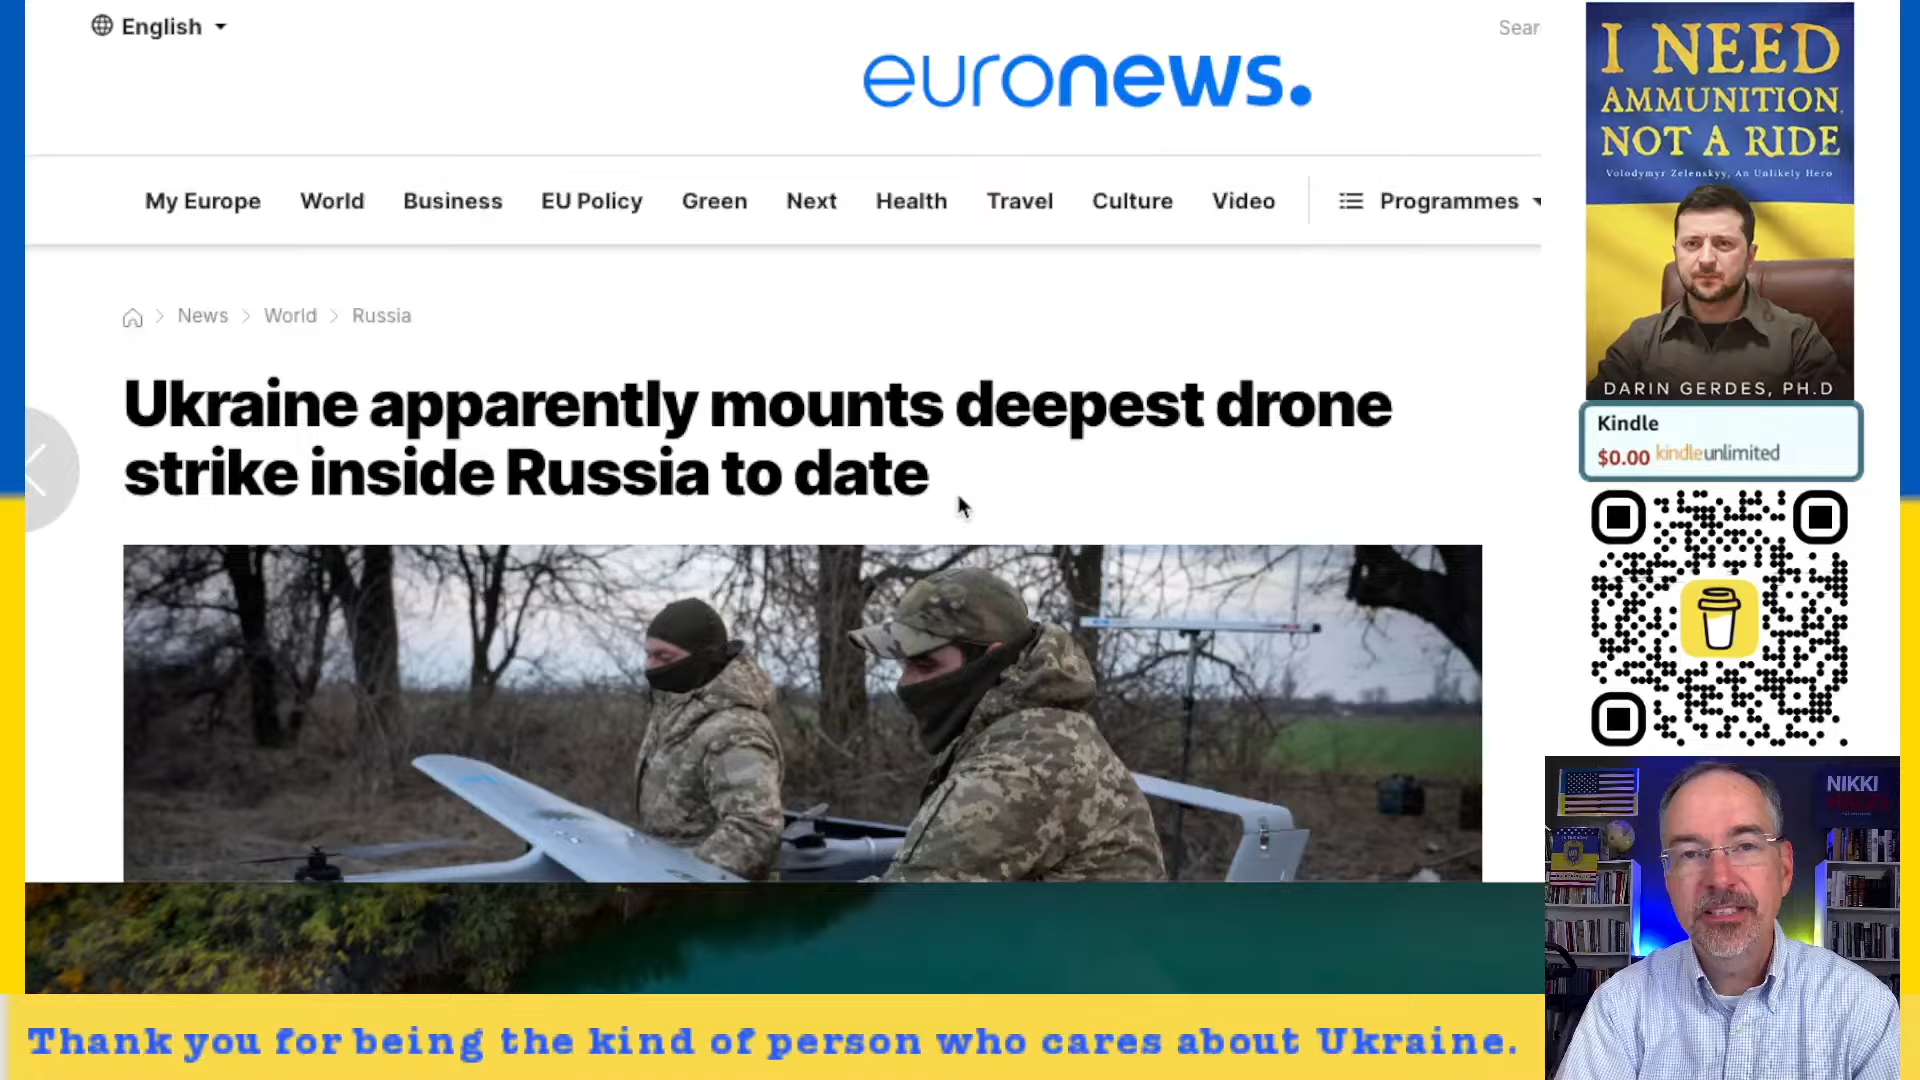 English
Sear
euronews.
My Europe World Business EU Policy Green Next Health Travel Culture Video Programmes
News World Russia
Ukraine apparently mounts deepest drone
strike inside Russia to date
I NEED
AMMUNITION,
NOT A RIDE
Volodymyr Zelenskyy, An Unlikely Hero
DARIN GERDES, PH.D
Kindle
$0.00 kindleunlimited
NIKKI
HALEY
Thank you for being the kind of person who cares about Ukraine.